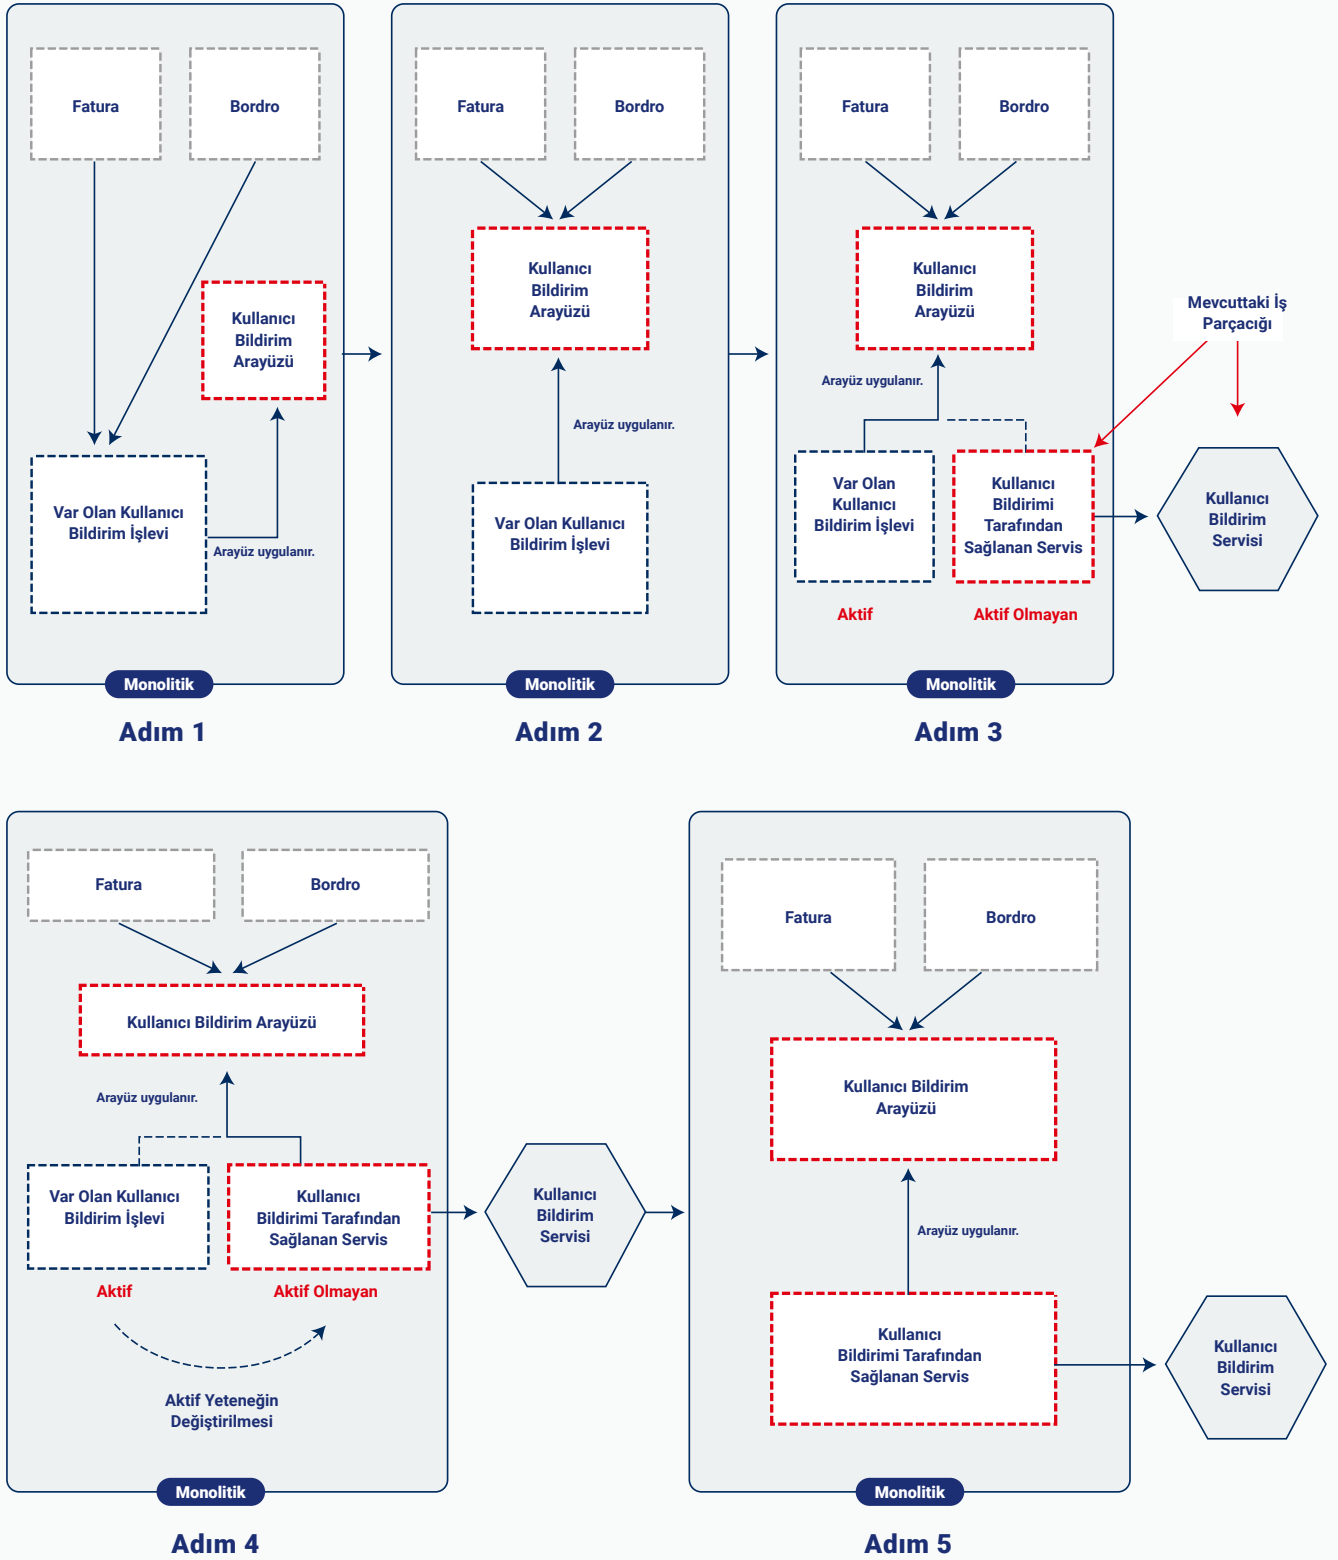 Fatura
Bordro
Kullanıcı
Bildirim
Arayüzü
Var Olan Kullanıcı
Bildirim İşlevi
Arayüz uygulanır.
Monolitik
Adım 1
Fatura
Bordro
Kullanıcı
Bildirim
Arayüzü
Arayüz uygulanır.
Var Olan Kullanıcı
Bildirim İşlevi
Monolitik
Adım 2
Fatura
Bordro
Kullanıcı
Bildirim
Arayüzü
Arayüz uygulanır.
Var Olan
Kullanıcı
Bildirim İşlevi
Aktif
Kullanıcı
Bildirimi
Tarafından
Sağlanan Servis
Aktif Olmayan
Mevcuttaki İş
Parçacığı
Kullanıcı
Bildirim
Servisi
Monolitik
Adım 3
Fatura
Bordro
Kullanıcı Bildirim Arayüzü
Arayüz uygulanır.
Var Olan Kullanıcı
Bildirim İşlevi
Aktif
Kullanıcı
Bildirimi Tarafından
Sağlanan Servis
Aktif Olmayan
Aktif Yeteneğin
Değiştirilmesi
Kullanıcı
Bildirim
Servisi
Monolitik
Adım 4
Fatura
Bordro
Kullanıcı Bildirim
Arayüzü
Arayüz uygulanır.
Kullanıcı
Bildirimi Tarafından
Sağlanan Servis
Kullanıcı
Bildirim
Servisi
Monolitik
Adım 5